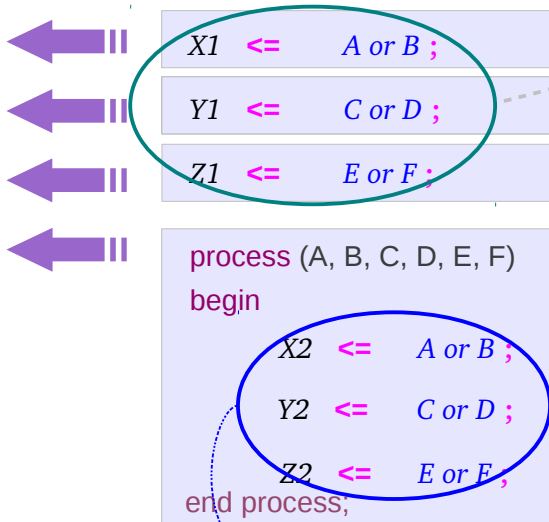 X1 <= A or B ;
Y1 <= C or D ;
Z1 <= E or F ;
process (A, B, C, D, E, F)
begin
X2 <= A or B ;
Y2 <= C or D ;
Z2 <= E or F ;
end process;